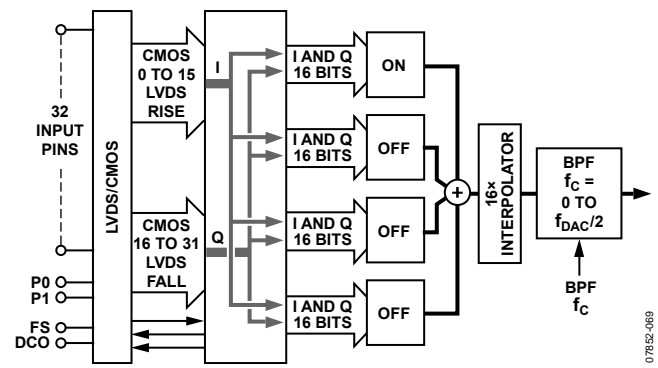 32
INPUT
PINS
P0
P1
FS
DCO
LVDS/CMOS
CMOS
0 TO 15
LVDS
RISE
CMOS
16 TO 31
LVDS
FALL
I
Q
I AND Q
16 BITS
ON
I AND Q
16 BITS
OFF
I AND Q
16 BITS
OFF
I AND Q
16 BITS
OFF
+
16×
INTERPOLATOR
BPF
fC =
0 TO
fDAC/2
BPF
fC
07852-069